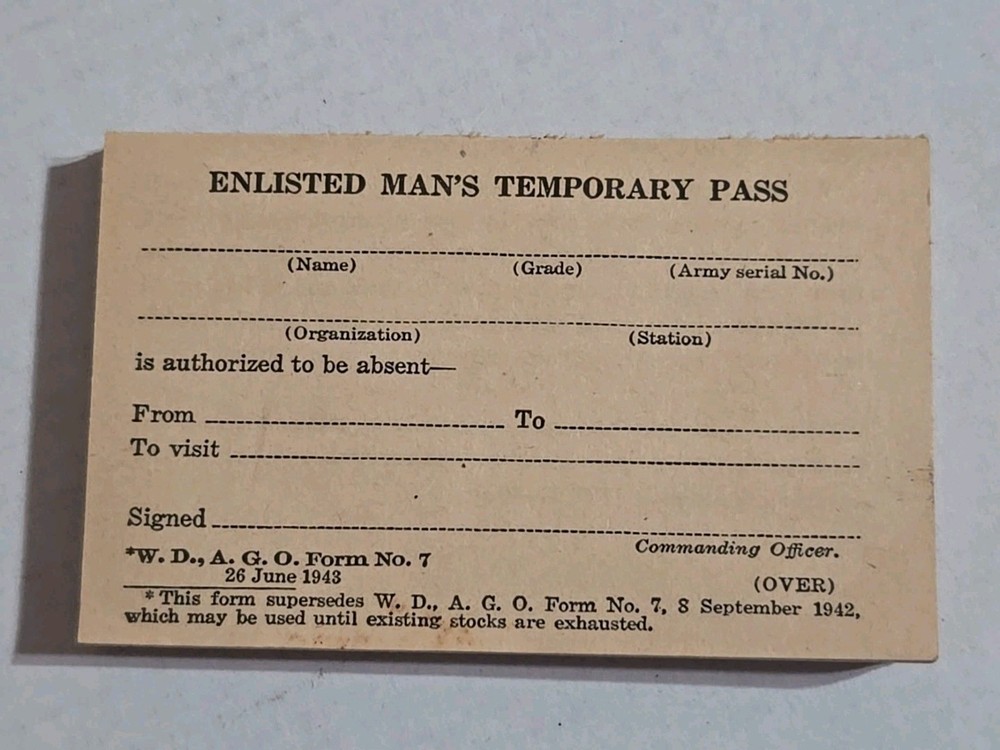 ENLISTED MAN'S TEMPORARY PASS
(Name) (Grade) (Army serial No.)
(Organization) (Station)
is authorized to be absent—
From To
To visit
Signed
Commanding Officer.
*W. D., A. G. O. Form No. 7
26 June 1943
(OVER)
* This form supersedes W. D., A. G. O. Form No. 7, 8 September 1942,
which may be used until existing stocks are exhausted.